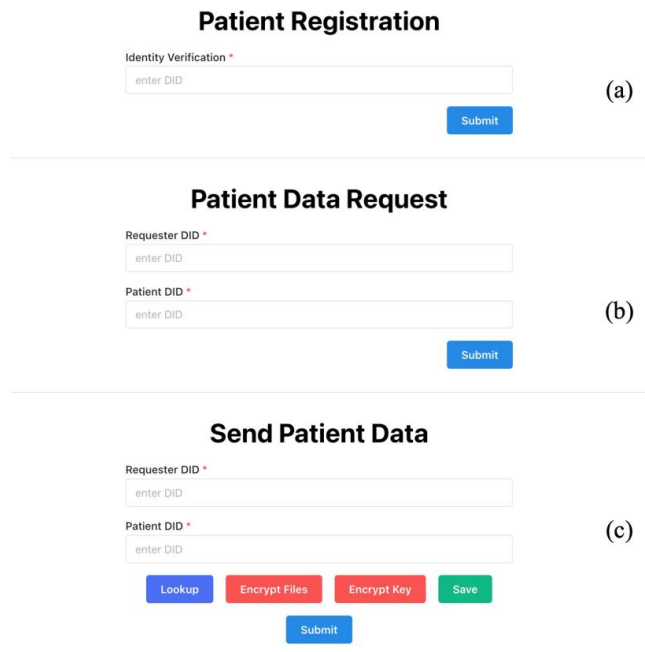 Patient Registration
Identity Verification *
enter DID
(a)
Submit
Patient Data Request
Requester DID *
enter DID
Patient DID *
enter DID
(b)
Submit
Send Patient Data
Requester DID *
enter DID
Patient DID *
(c)
enter DID
Lookup Encrypt Files Encrypt Key Save
Submit